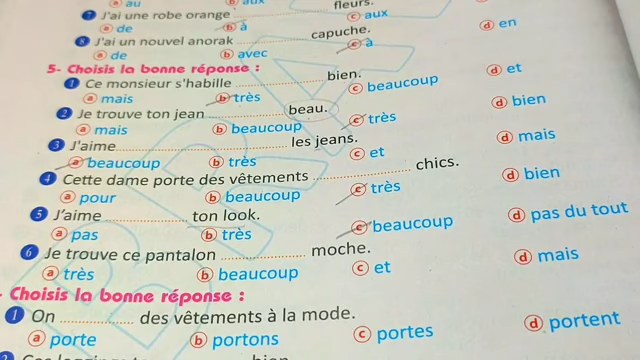 ⓐ au ⓑ aux ⓓ
fleurs.
7 J'ai une robe orange ............
ⓐ de ⓑ à ⓒ aux ⓓ en
8 J'ai un nouvel anorak ............ capuche.
ⓐ de ⓑ avec ⓒ à
5- Choisis la bonne réponse :
1 Ce monsieur s'habille ............ bien.
ⓐ mais ⓑ très ⓒ beaucoup ⓓ et
2 Je trouve ton jean ............ beau.
ⓐ mais ⓑ beaucoup ⓒ très ⓓ bien
3 J'aime ............ les jeans.
ⓐ beaucoup ⓑ très ⓒ et ⓓ mais
4 Cette dame porte des vêtements ............ chics.
ⓐ pour ⓑ beaucoup ⓒ très ⓓ bien
5 J'aime ............ ton look.
ⓐ pas ⓑ très ⓒ beaucoup ⓓ pas du tout
6 Je trouve ce pantalon ............ moche.
ⓐ très ⓑ beaucoup ⓒ et ⓓ mais
- Choisis la bonne réponse :
1 On ............ des vêtements à la mode.
ⓐ porte ⓑ portons ⓒ portes ⓓ portent